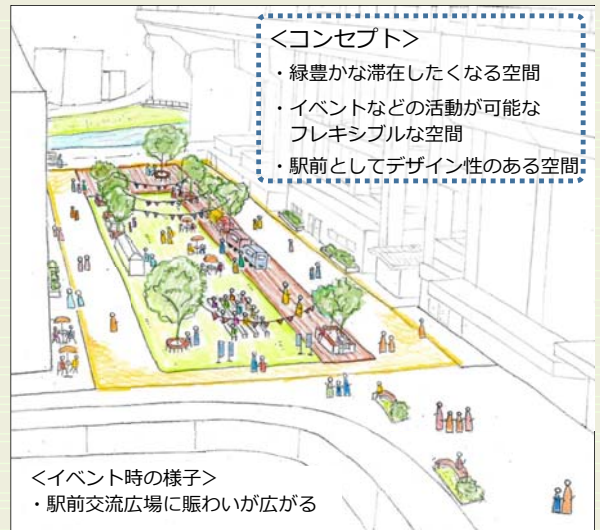 <コンセプト>
・緑豊かな滞在したくなる空間
・イベントなどの活動が可能な
フレキシブルな空間
・駅前としてデザイン性のある空間
<イベント時の様子>
・駅前交流広場に賑わいが広がる